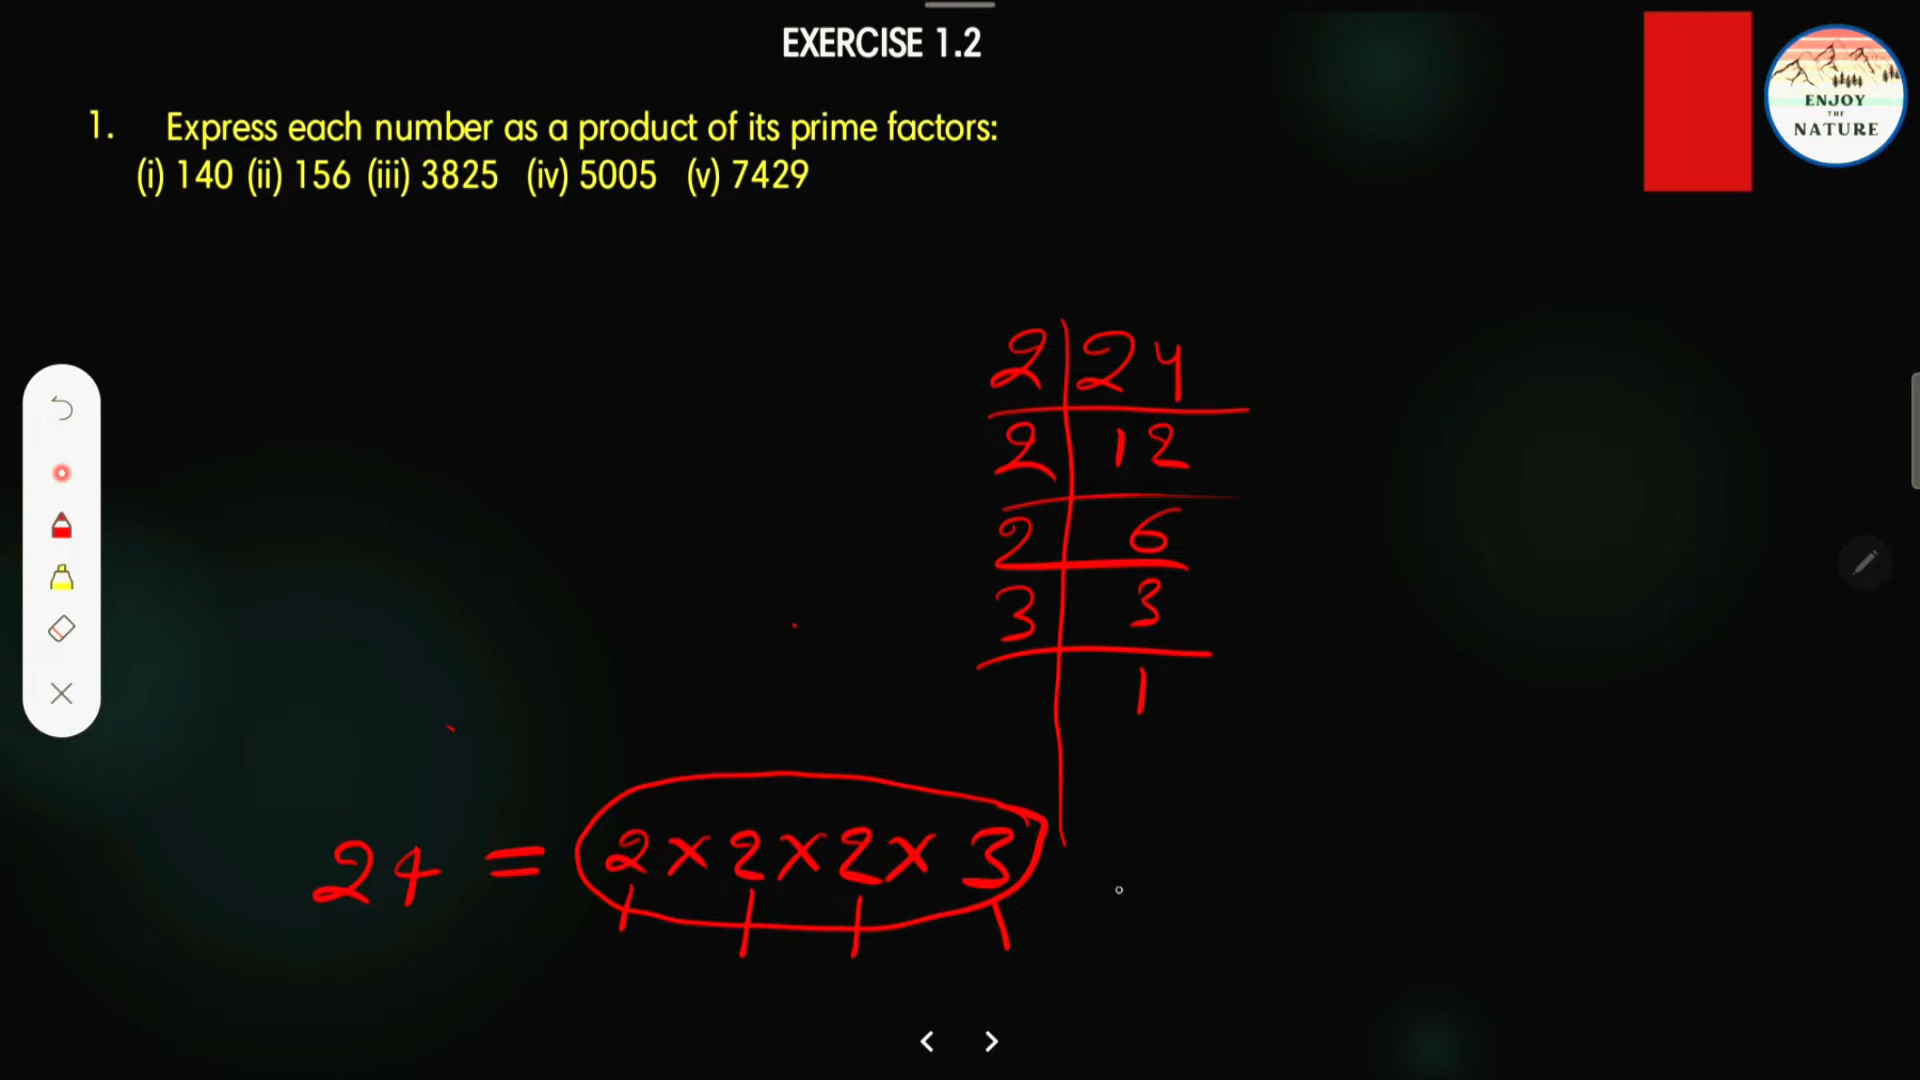 EXERCISE 1.2
1. Express each number as a product of its prime factors:
(i) 140 (ii) 156 (iii) 3825 (iv) 5005 (v) 7429
ENJOY
THE
NATURE
2 24
2 12
2 6
3 3
1
24 = 2 × 2 × 2 × 3